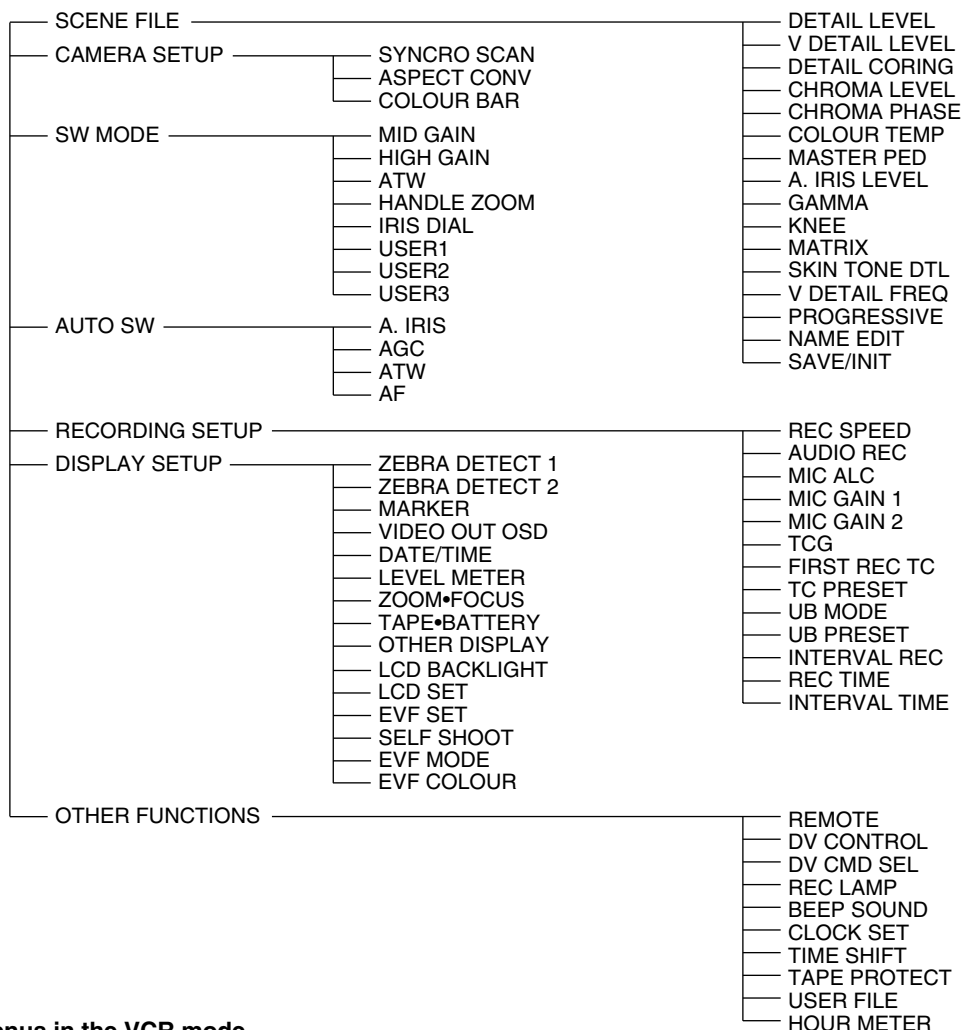 SCENE FILE
DETAIL LEVEL
V DETAIL LEVEL
DETAIL CORING
CHROMA LEVEL
CHROMA PHASE
COLOUR TEMP
MASTER PED
A. IRIS LEVEL
GAMMA
KNEE
MATRIX
SKIN TONE DTL
V DETAIL FREQ
PROGRESSIVE
NAME EDIT
SAVE/INIT
CAMERA SETUP
SYNCRO SCAN
ASPECT CONV
COLOUR BAR
SW MODE
MID GAIN
HIGH GAIN
ATW
HANDLE ZOOM
IRIS DIAL
USER1
USER2
USER3
AUTO SW
A. IRIS
AGC
ATW
AF
RECORDING SETUP
REC SPEED
AUDIO REC
MIC ALC
MIC GAIN 1
MIC GAIN 2
TCG
FIRST REC TC
TC PRESET
UB MODE
UB PRESET
INTERVAL REC
REC TIME
INTERVAL TIME
DISPLAY SETUP
ZEBRA DETECT 1
ZEBRA DETECT 2
MARKER
VIDEO OUT OSD
DATE/TIME
LEVEL METER
ZOOM•FOCUS
TAPE•BATTERY
OTHER DISPLAY
LCD BACKLIGHT
LCD SET
EVF SET
SELF SHOOT
EVF MODE
EVF COLOUR
OTHER FUNCTIONS
REMOTE
DV CONTROL
DV CMD SEL
REC LAMP
BEEP SOUND
CLOCK SET
TIME SHIFT
TAPE PROTECT
USER FILE
HOUR METER
in the VCR mode